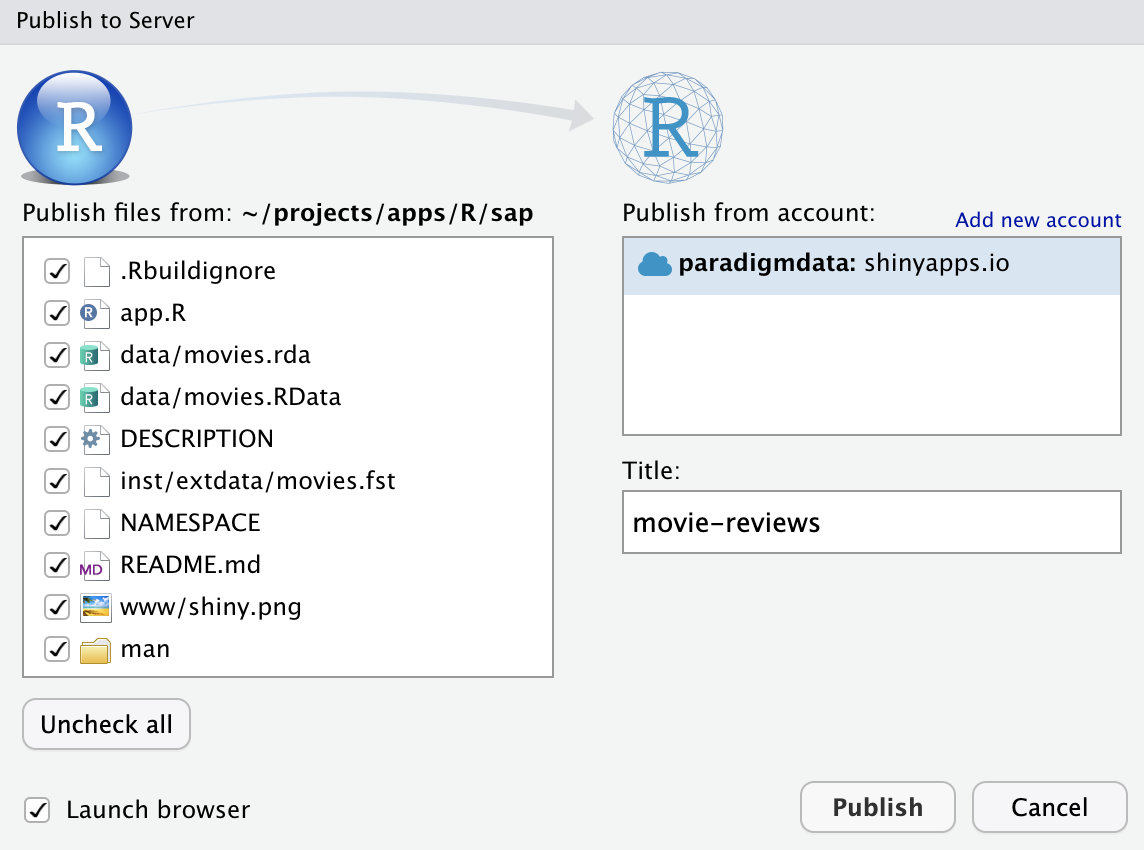 Publish to Server
R
R
Publish files from: ~/projects/apps/R/sap
.Rbuildignore
R app.R
R data/movies.rda
R data/movies.RData
DESCRIPTION
inst/extdata/movies.fst
NAMESPACE
MD README.md
www/shiny.png
man
Uncheck all
Launch browser
Publish from account:
Add new account
paradigmdata: shinyapps.io
Title:
movie-reviews
Publish
Cancel